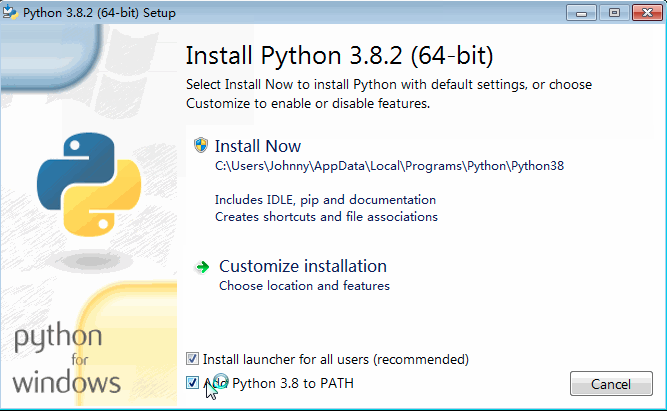 Python 3.8.2 (64-bit) Setup
Install Python 3.8.2 (64-bit)
Select Install Now to install Python with default settings, or choose
Customize to enable or disable features.
Install Now
C:\Users\Johnny\AppData\Local\Programs\Python\Python38
Includes IDLE, pip and documentation
Creates shortcuts and file associations
Customize installation
Choose location and features
Install launcher for all users (recommended)
Add Python 3.8 to PATH
python
for
windows
Cancel